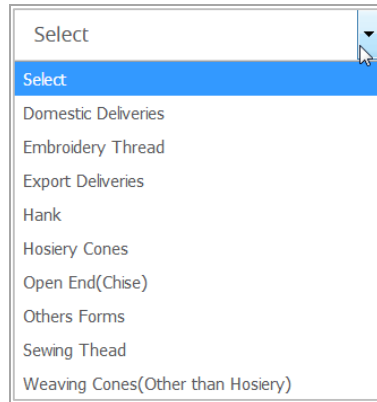 Select
Select
Domestic Deliveries
Embroidery Thread
Export Deliveries
Hank
Hosiery Cones
Open End(Chise)
Others Forms
Sewing Thead
Weaving Cones(Other than Hosiery)